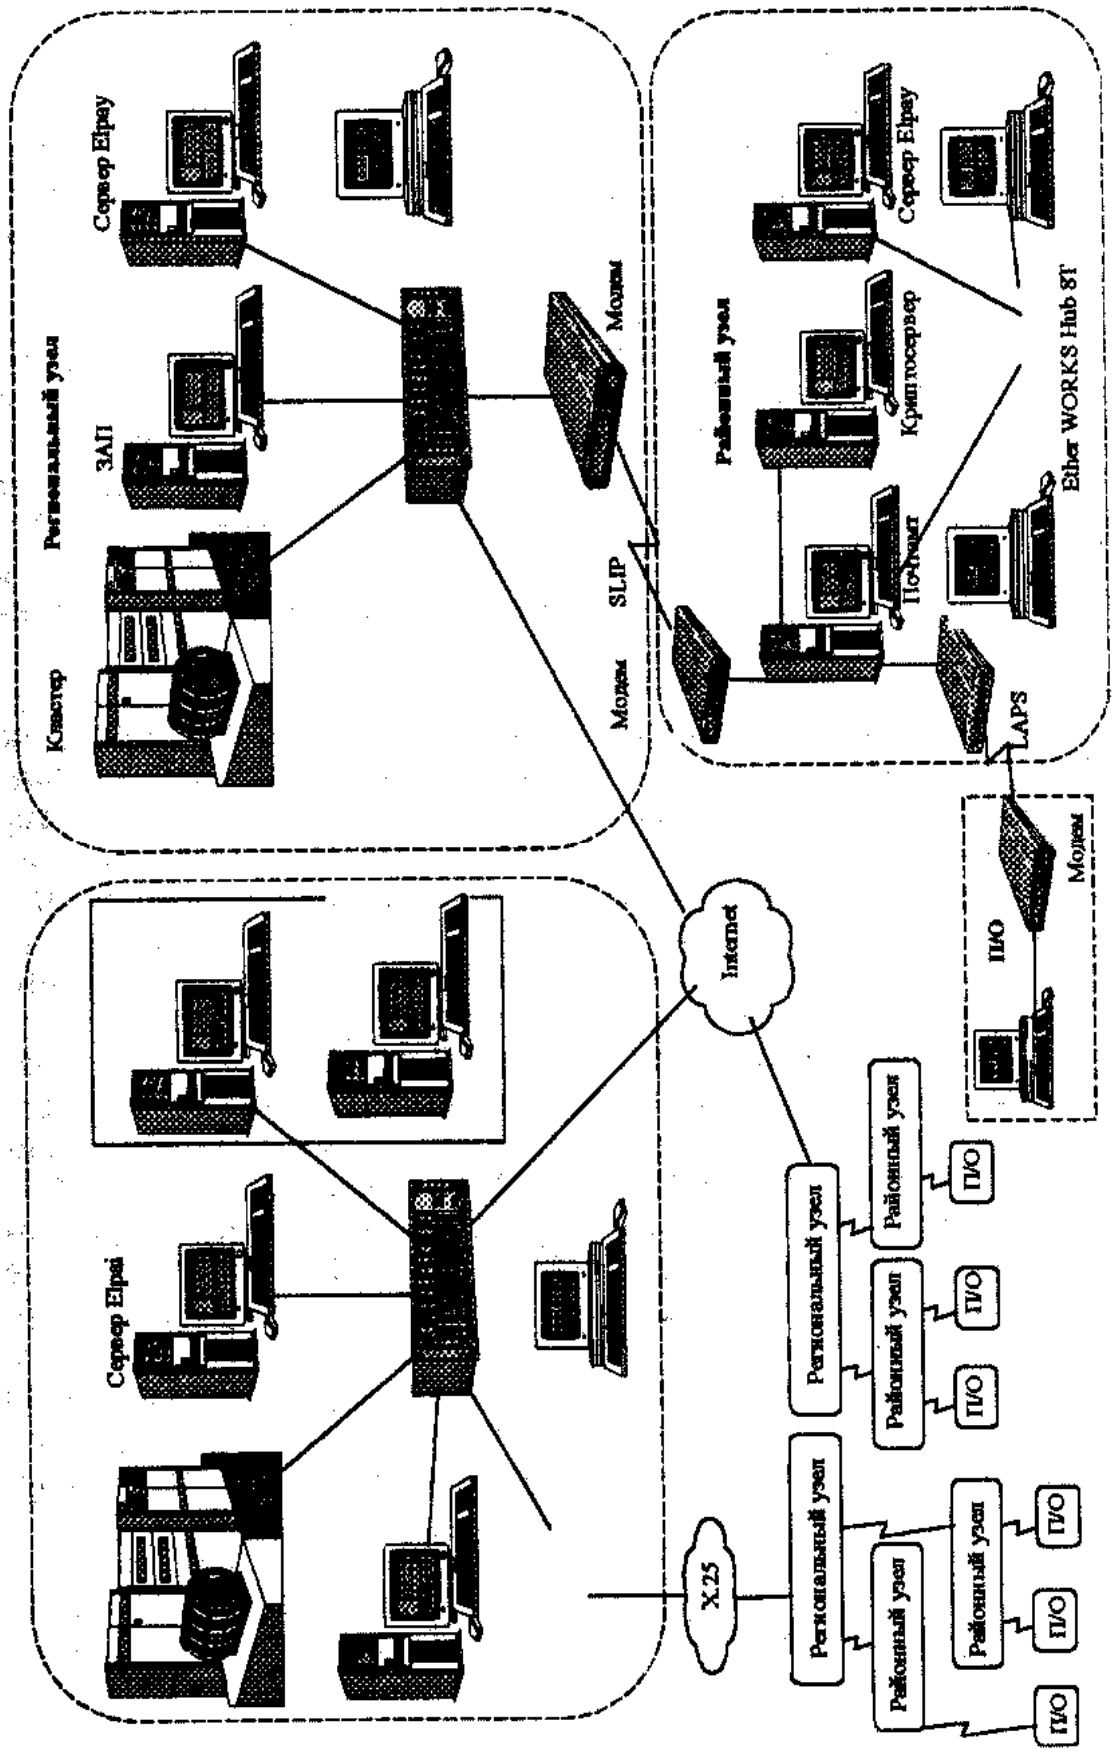 Сервер Elpai
Региональный узел
Кластер
ЗАП
Сервер Elpay
Модем
SLIP
Модем
Районный узел
Почтамт
Криптосервер
Сервер Elpay
Ether WORKS Hub 8T
LAPS
П/О
Модем
Internet
X.25
Региональный узел
Региональный узел
Районный узел
Районный узел
Районный узел
Районный узел
П/О
П/О
П/О
П/О
П/О
П/О